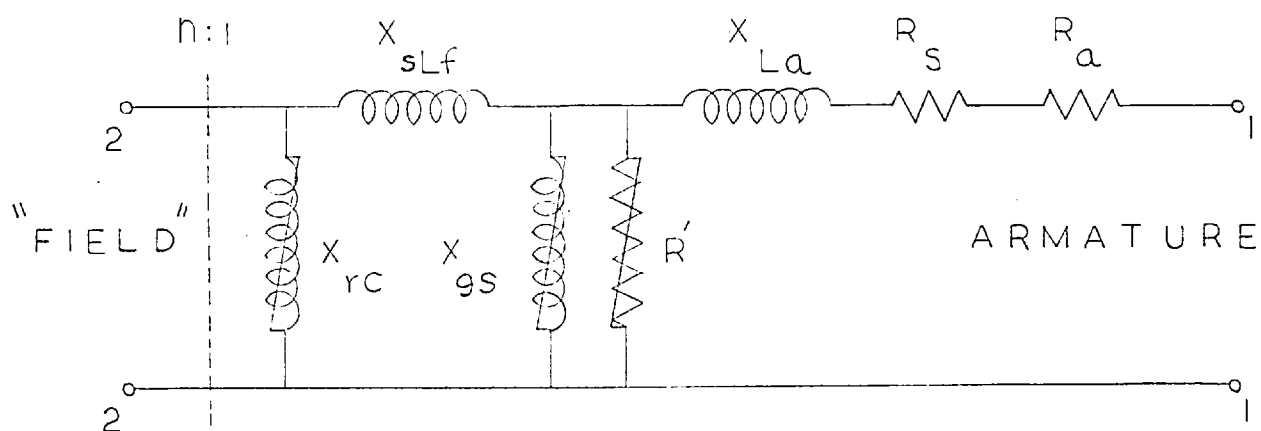 n:1
X sLf
X La
R s
R a
2
1
"FIELD"
X rc
X gs
R'
ARMATURE
2
1